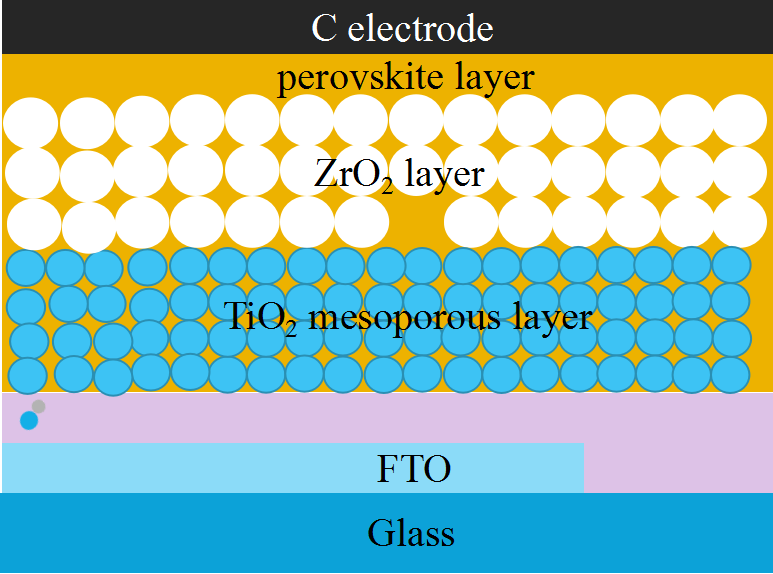 C electrode
perovskite layer
ZrO₂ layer
TiO₂ mesoporous layer
FTO
Glass